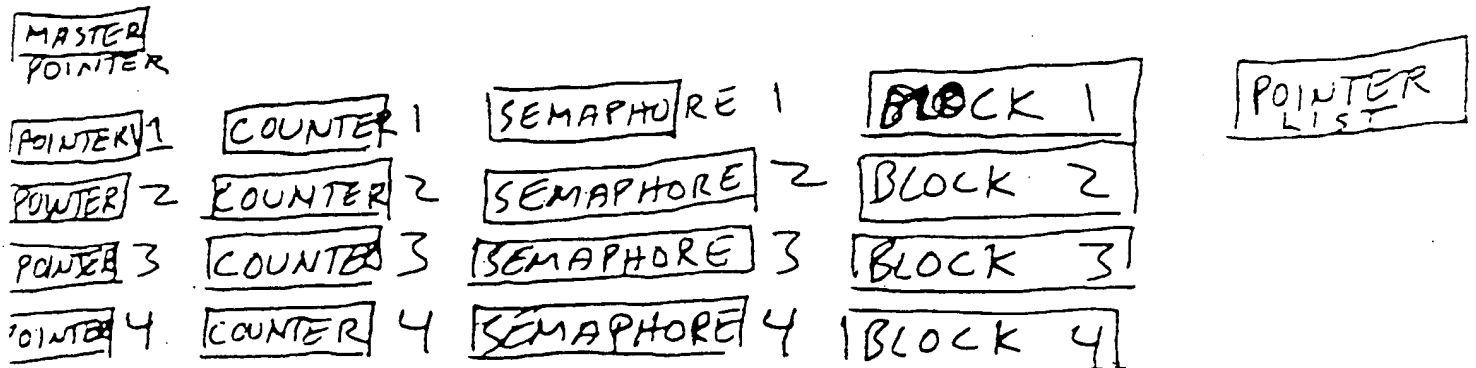 MASTER
POINTER
POINTER 1 COUNTER 1 SEMAPHORE 1 BLOCK 1 POINTER
LIST
POINTER 2 COUNTER 2 SEMAPHORE 2 BLOCK 2
POINTER 3 COUNTER 3 SEMAPHORE 3 BLOCK 3
POINTER 4 COUNTER 4 SEMAPHORE 4 BLOCK 4